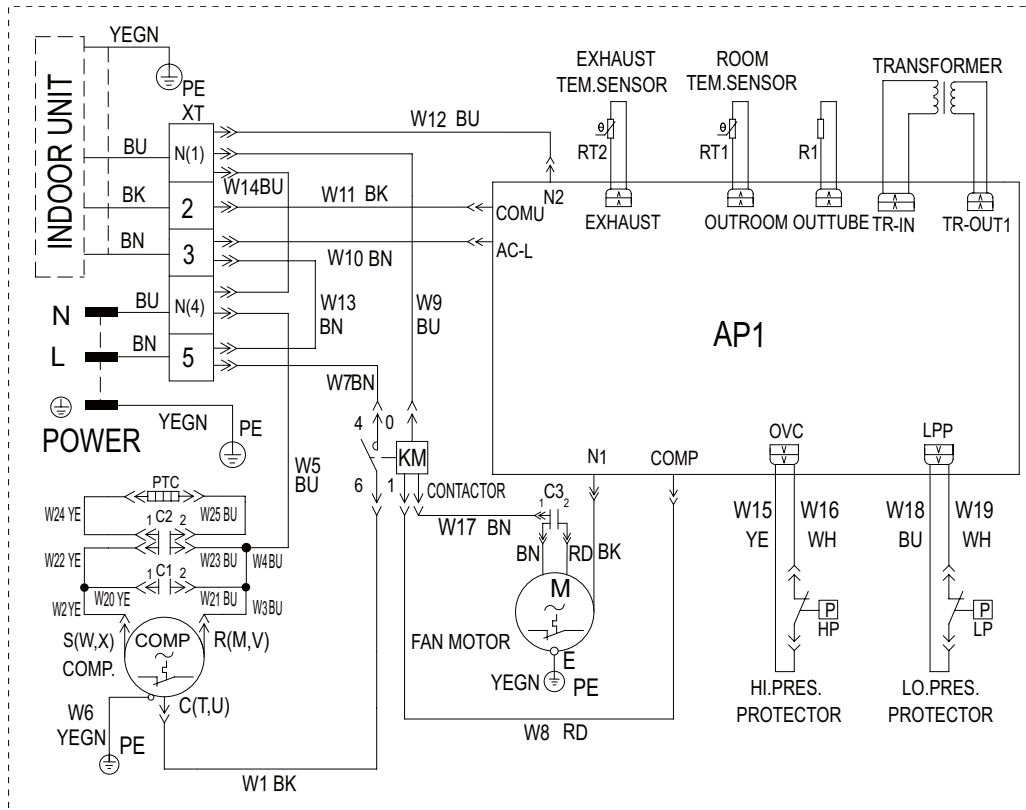 YEGN
INDOOR UNIT
PE
XT
BU
N(1)
BK
2
BN
3
N(4)
5
W12 BU
W14BU
W11 BK
W10 BN
W13
BN
W9
BU
N
BU
L
BN
YEGN
PE
POWER
W7BN
W5
BU
EXHAUST
TEM.SENSOR
θ
RT2
EXHAUST
ROOM
TEM.SENSOR
θ
RT1
OUTROOM
R1
OUTTUBE
TRANSFORMER
TR-IN
TR-OUT1
N2
COMU
AC-L
AP1
N1
COMP
OVC
LPP
4 0
KM
6 1
CONTACTOR
W17 BN
C3
1 2
BN
RD
BK
M
FAN MOTOR
E
YEGN
PE
W8 RD
W15
YE
W16
WH
P
HP
HI.PRES.
PROTECTOR
W18
BU
W19
WH
P
LP
LO.PRES.
PROTECTOR
PTC
W24 YE
W25 BU
1 C2 2
W22 YE
W23 BU
W4BU
1 C1 2
W2YE
W20 YE
W21 BU
W3BU
S(W,X)
COMP
R(M,V)
COMP.
C(T,U)
W6
YEGN
PE
W1 BK